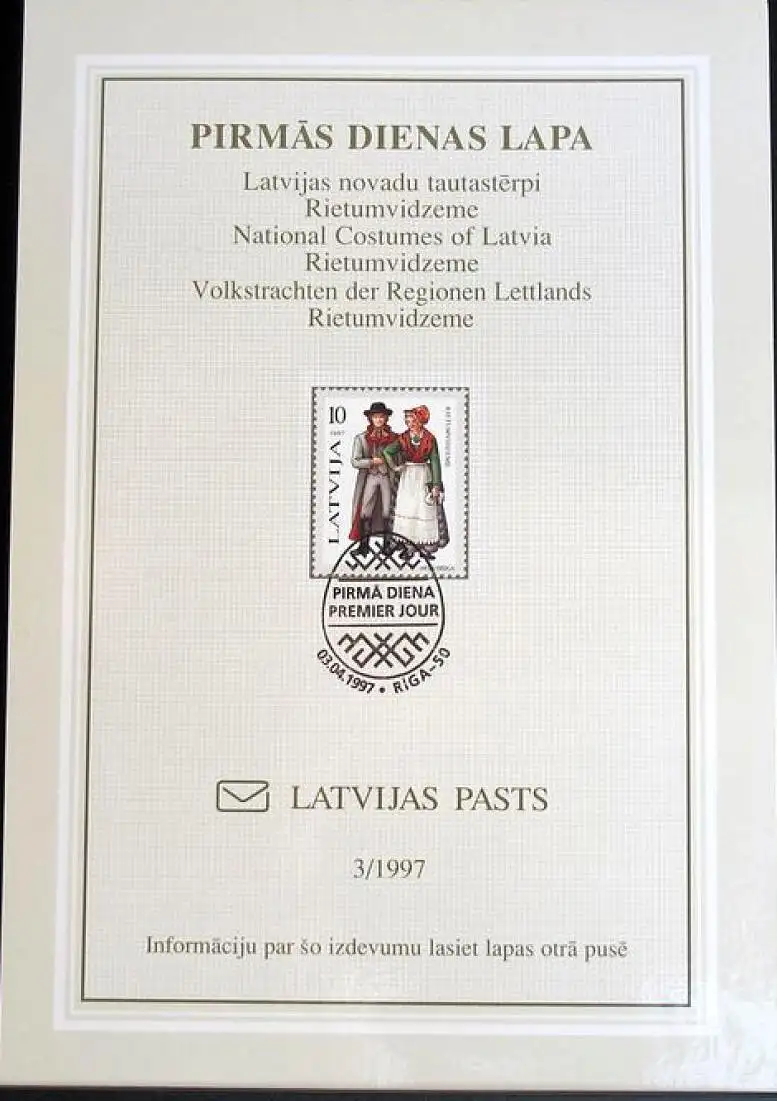 PIRMĀS DIENAS LAPA
Latvijas novadu tautastērpi
Rietumvidzeme
National Costumes of Latvia
Rietumvidzeme
Volkstrachten der Regionen Lettlands
Rietumvidzeme
10
1997
LATVIJA
RIETUMVIDZEME
PIRMĀ DIENA
PREMIER JOUR
03.04.1997 • RĪGA–50
LATVIJAS PASTS
3/1997
Informāciju par šo izdevumu lasiet lapas otrā pusē